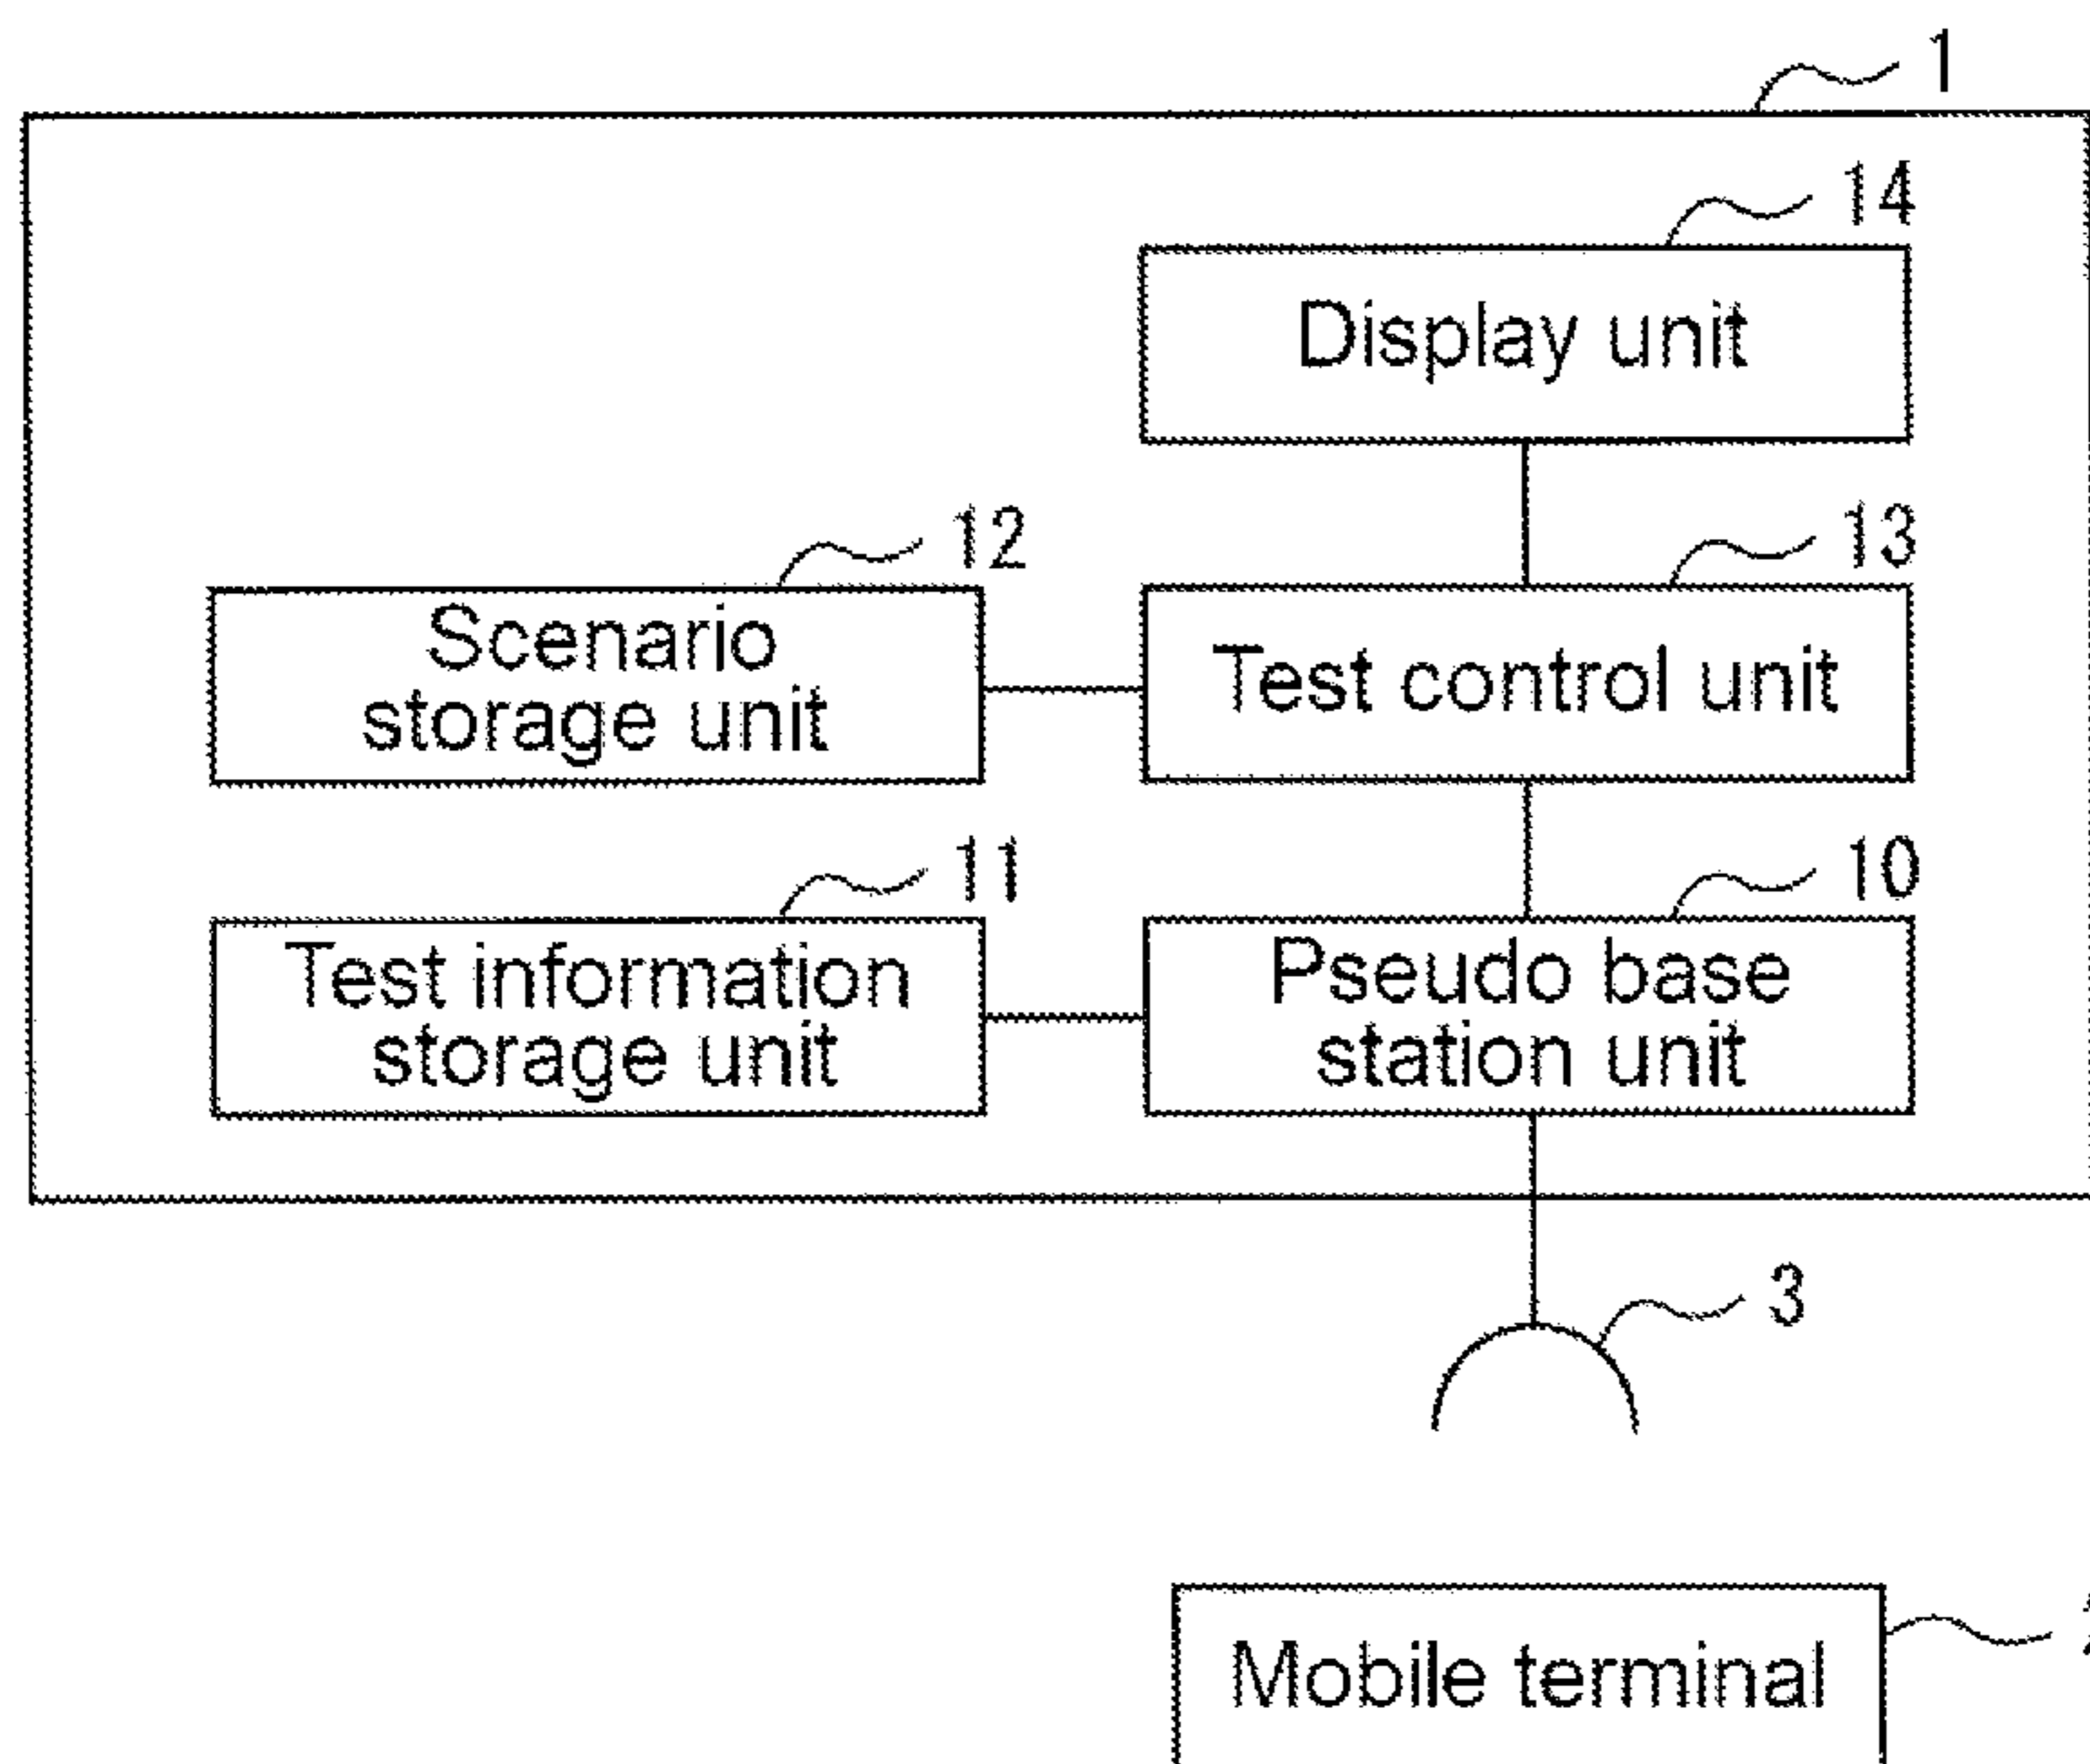 1
14
Display unit
12
13
Scenario
storage unit
Test control unit
11
10
Test information
storage unit
Pseudo base
station unit
3
Mobile terminal